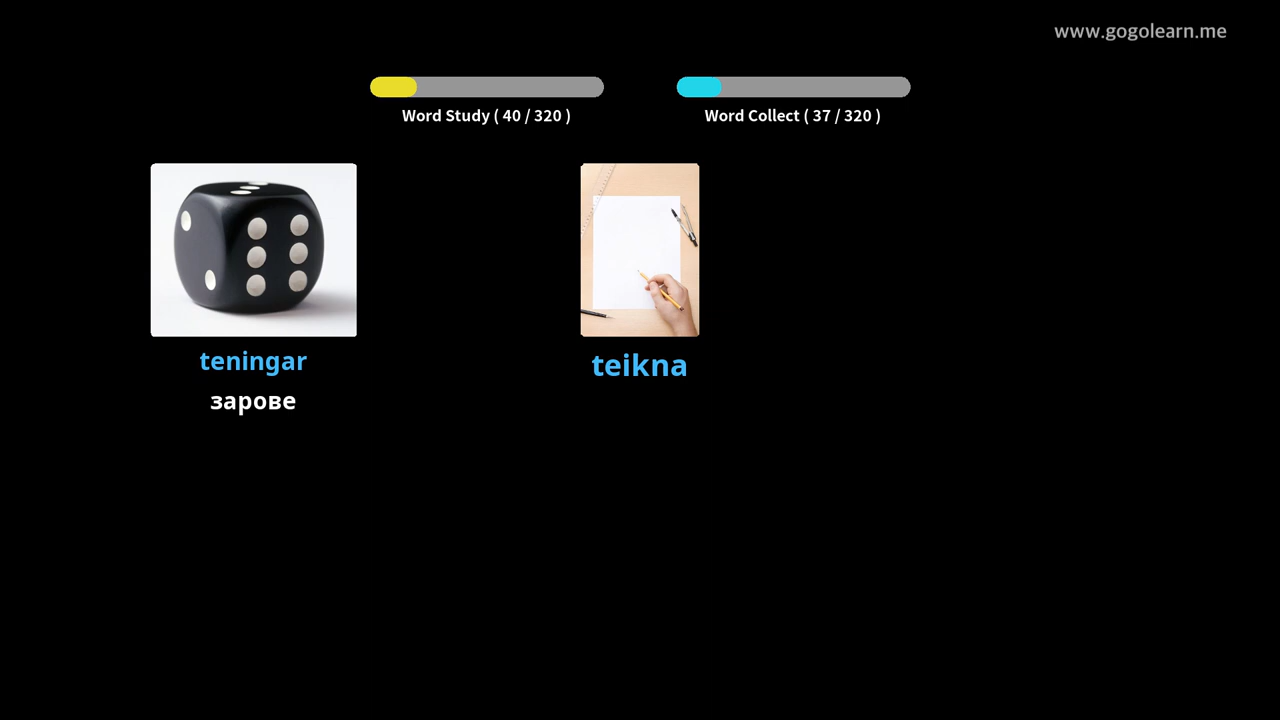 www.gogolearn.me
Word Study ( 40 / 320 )
Word Collect ( 37 / 320 )
teningar
зарове
teikna